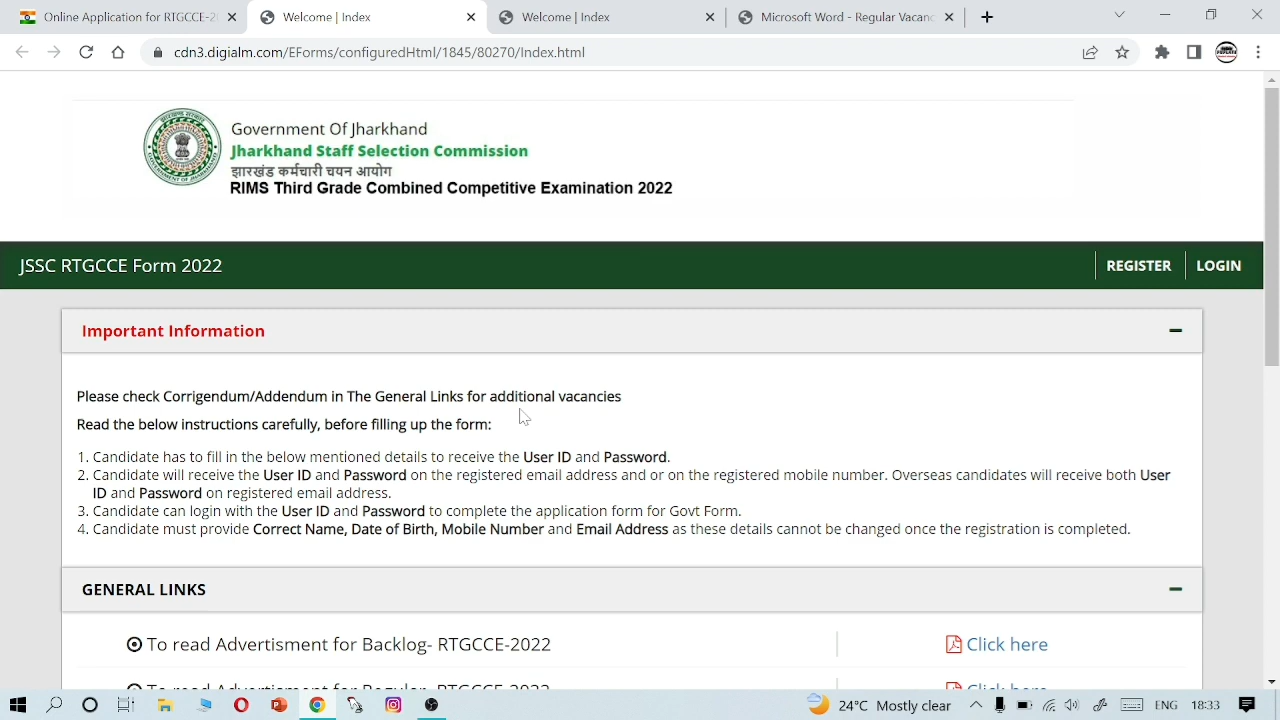 Online Application for RTGCCE-2
Welcome | Index
Welcome | Index
Microsoft Word - Regular Vacanc
cdn3.digialm.com/EForms/configuredHtml/1845/80270/Index.html
Government Of Jharkhand
Jharkhand Staff Selection Commission
झारखंड कर्मचारी चयन आयोग
RIMS Third Grade Combined Competitive Examination 2022
JSSC RTGCCE Form 2022
REGISTER
LOGIN
Important Information
Please check Corrigendum/Addendum in The General Links for additional vacancies
Read the below instructions carefully, before filling up the form:
1. Candidate has to fill in the below mentioned details to receive the User ID and Password.
2. Candidate will receive the User ID and Password on the registered email address and or on the registered mobile number. Overseas candidates will receive both User
ID and Password on registered email address.
3. Candidate can login with the User ID and Password to complete the application form for Govt Form.
4. Candidate must provide Correct Name, Date of Birth, Mobile Number and Email Address as these details cannot be changed once the registration is completed.
GENERAL LINKS
To read Advertisment for Backlog- RTGCCE-2022
Click here
To read Advertisment for Regular- RTGCCE-2022
Click here
24°C Mostly clear
ENG
18:33